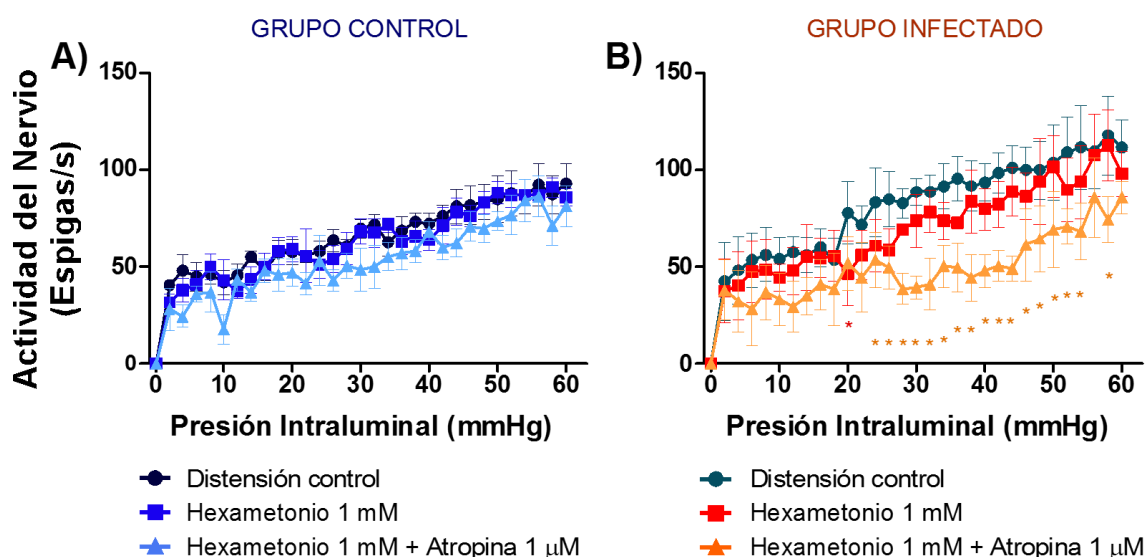 GRUPO CONTROL
GRUPO INFECTADO
A)
B)
Actividad del Nervio
(Espigas/s)
150
100
50
0
0 10 20 30 40 50 60
Presión Intraluminal (mmHg)
Distensión control
Hexametonio 1 mM
Hexametonio 1 mM + Atropina 1 μM
150
100
50
0
* * * * * * * * * * * * * * * * * *
0 10 20 30 40 50 60
Presión Intraluminal (mmHg)
Distensión control
Hexametonio 1 mM
Hexametonio 1 mM + Atropina 1 μM